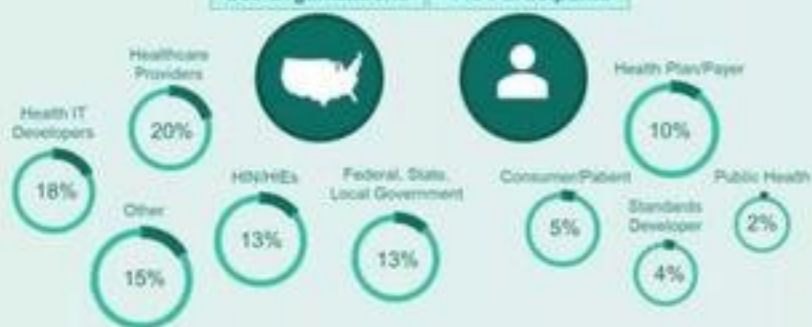 Healthcare
Providers
20%
Health IT
Developers
18%
Other
15%
HIN/HIEs
13%
Federal, State,
Local Government
13%
Health Plan/Payer
10%
Consumer/Patient
5%
Standards
Developer
4%
Public Health
2%